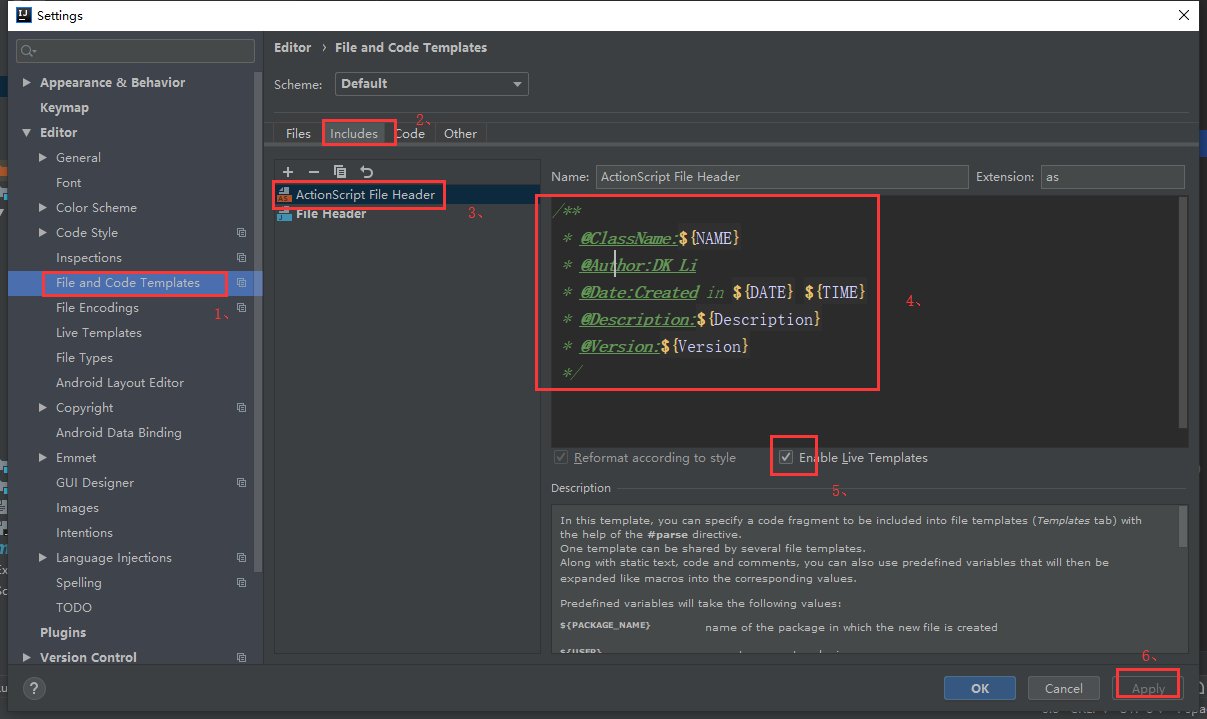 Settings
Editor › File and Code Templates
Appearance & Behavior
Keymap
Editor
General
Font
Color Scheme
Code Style
Inspections
File and Code Templates
1、
File Encodings
Live Templates
File Types
Android Layout Editor
Copyright
Android Data Binding
Emmet
GUI Designer
Images
Intentions
Language Injections
Spelling
TODO
Plugins
Version Control
Scheme: Default
2、
Files Includes Code Other
ActionScript File Header
3、
File Header
Name: ActionScript File Header Extension: as
/**
* @ClassName:${NAME}
* @Author:DK Li
* @Date:Created in ${DATE} ${TIME}
* @Description:${Description}
* @Version:${Version}
*/
4、
Reformat according to style Enable Live Templates
5、
Description
In this template, you can specify a code fragment to be included into file templates (Templates tab) with
the help of the #parse directive.
One template can be shared by several file templates.
Along with static text, code and comments, you can also use predefined variables that will then be
expanded like macros into the corresponding values.
Predefined variables will take the following values:
${PACKAGE_NAME} name of the package in which the new file is created
6、
? OK Cancel Apply